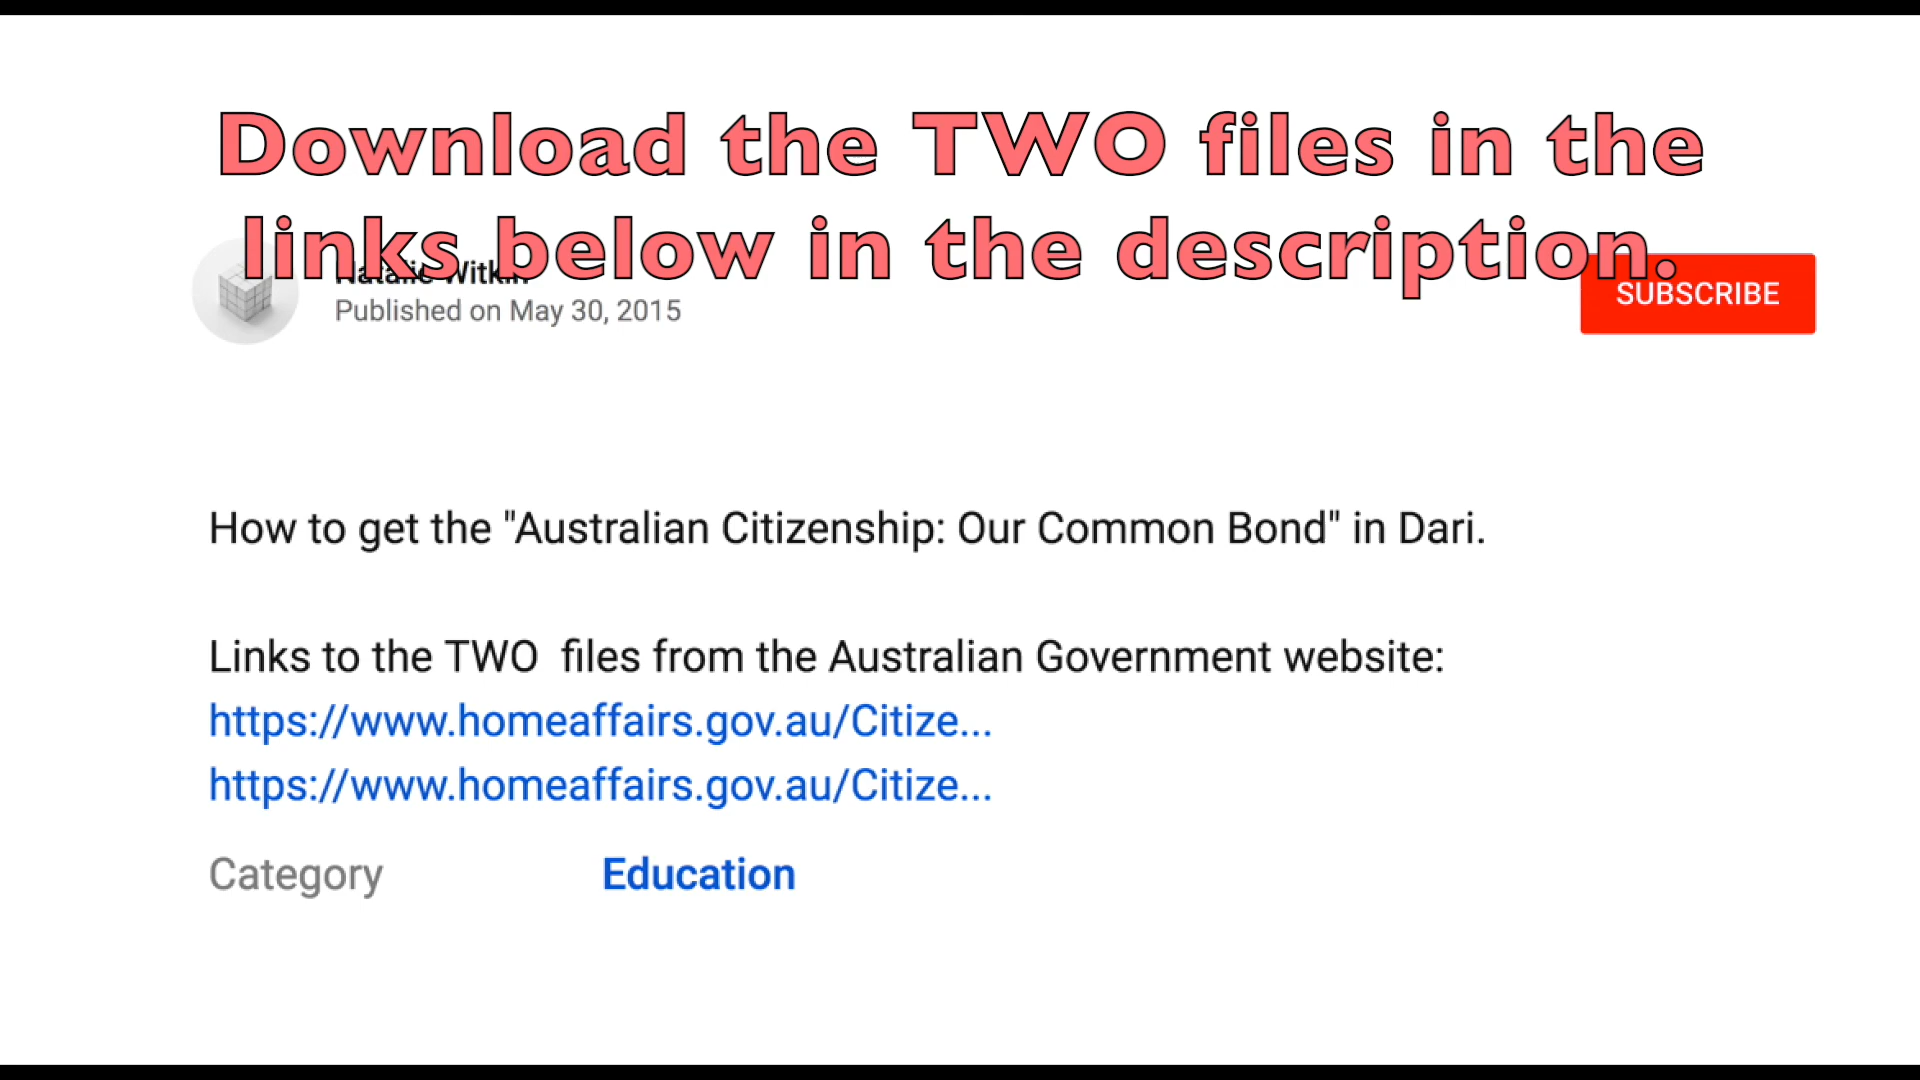 Download the TWO files in the
links below in the description.
Natalie Witkin
Published on May 30, 2015
SUBSCRIBE
How to get the "Australian Citizenship: Our Common Bond" in Dari.
Links to the TWO  files from the Australian Government website:
https://www.homeaffairs.gov.au/Citize...
https://www.homeaffairs.gov.au/Citize...
Category Education